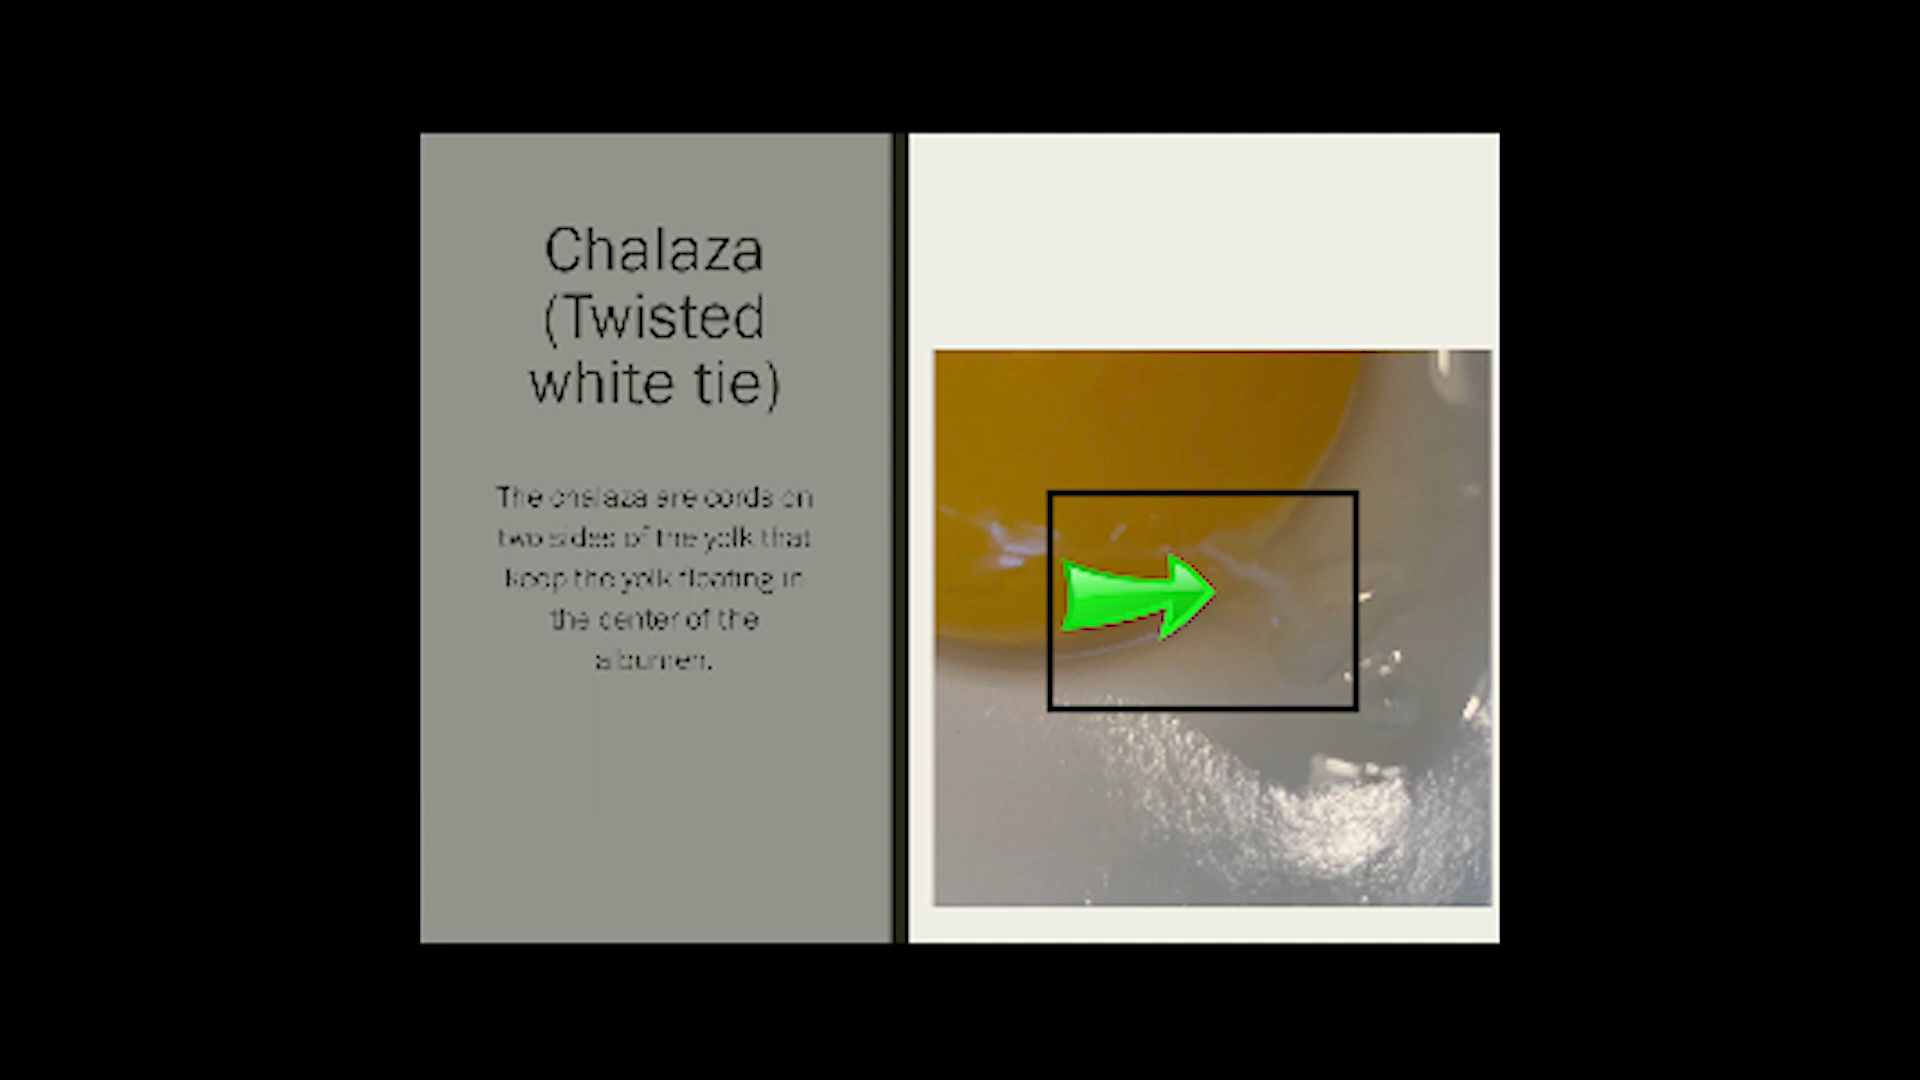 Chalaza
(Twisted
white tie)
The chalaza are cords on
two sides of the yolk that
keep the yolk floating in
the center of the
albumen.